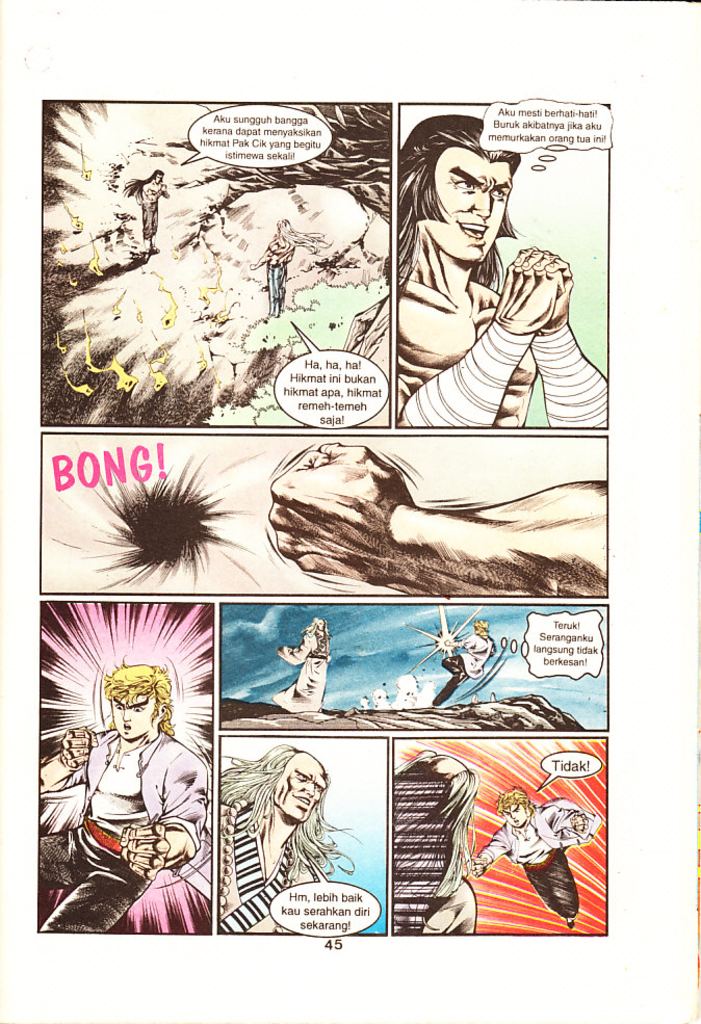 Aku sungguh bangga
kerana dapat menyaksikan
hikmat Pak Cik yang begitu
istimewa sekali!
Ha, ha, ha!
Hikmat ini bukan
hikmat apa, hikmat
remeh-temeh
saja!
Aku mesti berhati-hati!
Buruk akibatnya jika aku
memurkakan orang tua ini!
BONG!
Teruk!
Seranganku
langsung tidak
berkesan!
Hm, lebih baik
kau serahkan diri
sekarang!
Tidak!
45